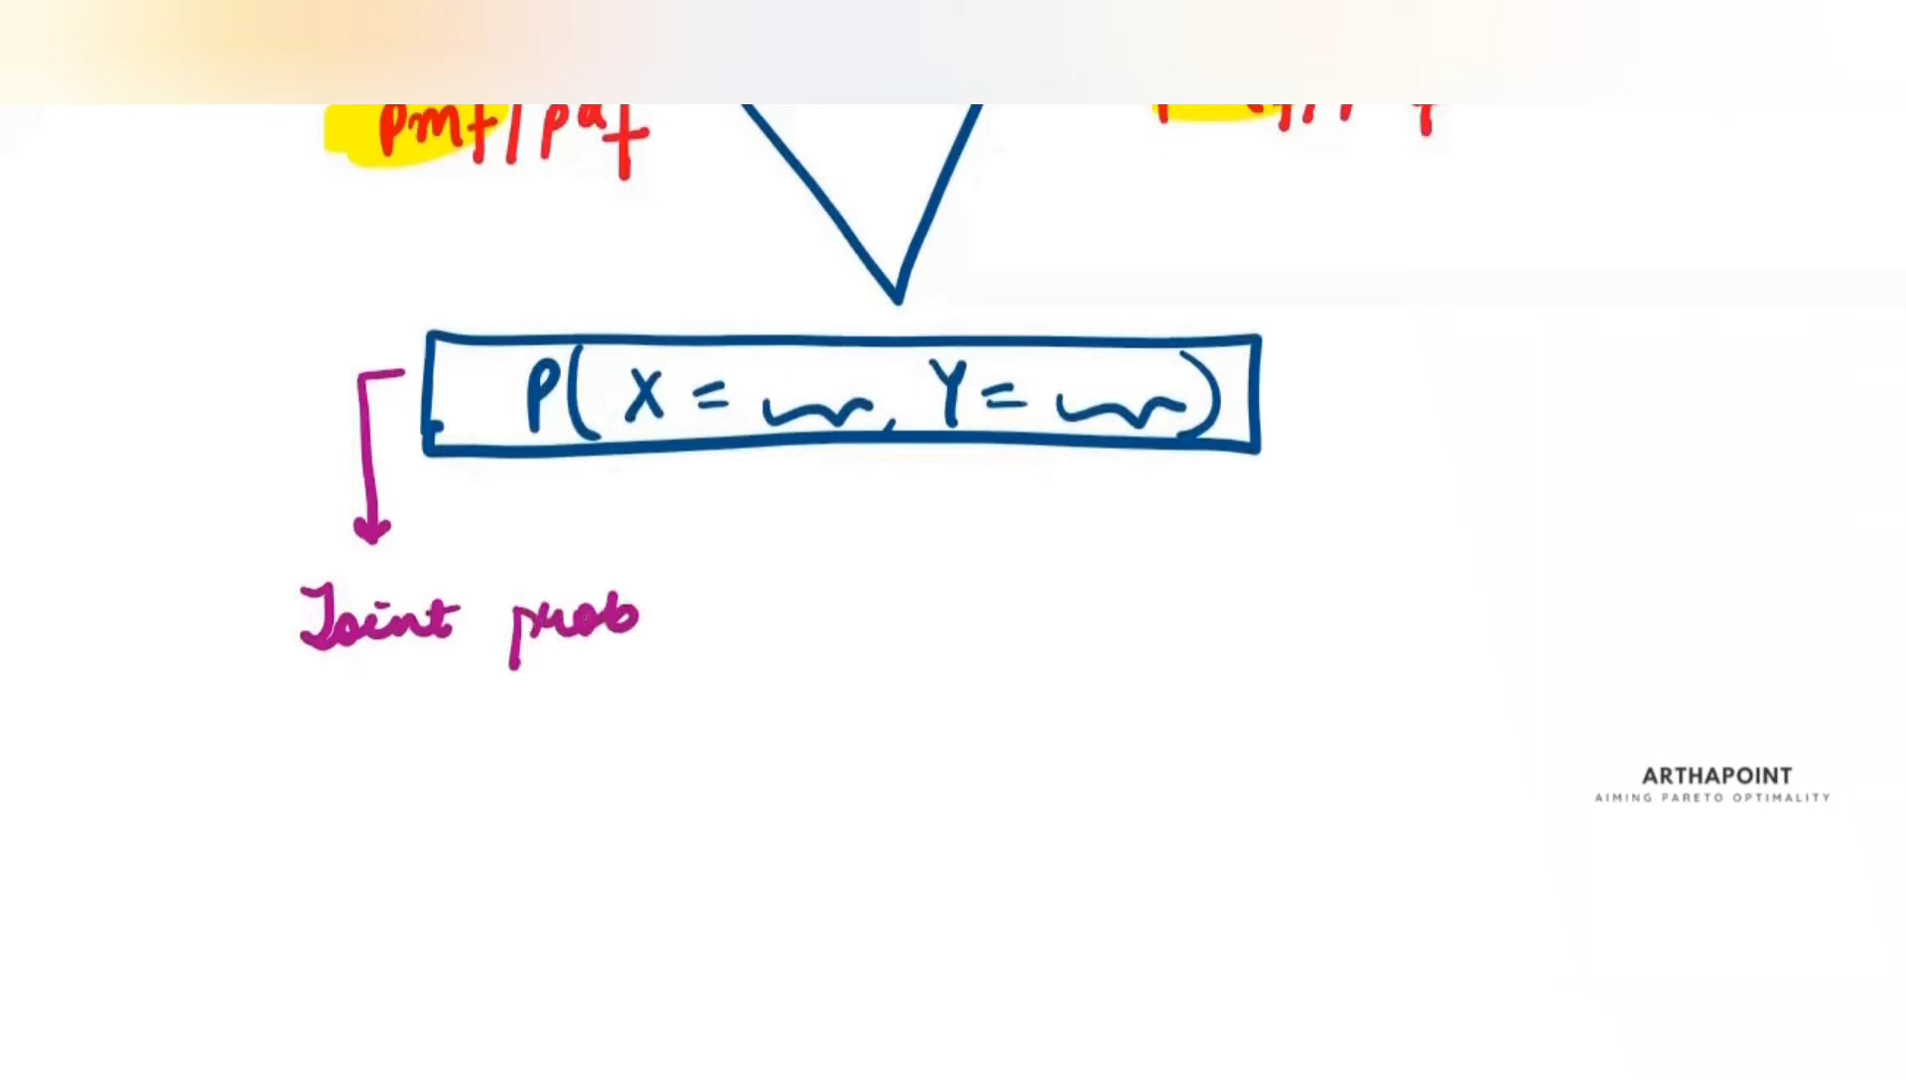 pmf/pdf
P( X = , Y = )
Joint prob
ARTHAPOINT
AIMING PARETO OPTIMALITY